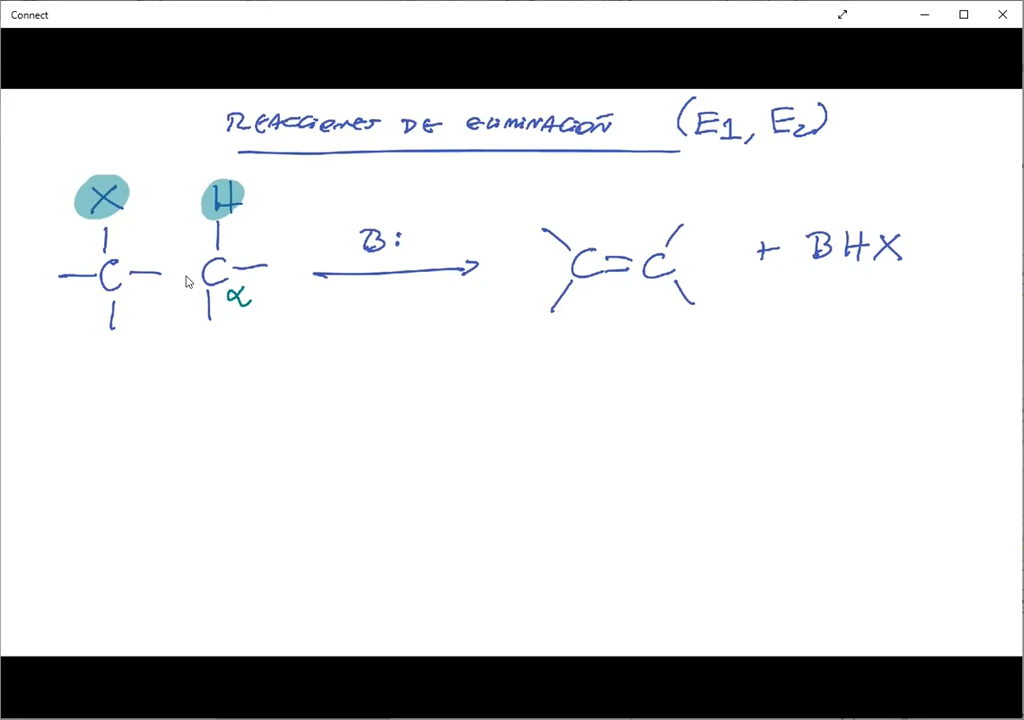 Connect
REACCIONES DE ELIMINACIÓN (E1, E2)
X H
B:
C C C=C + BHX
α